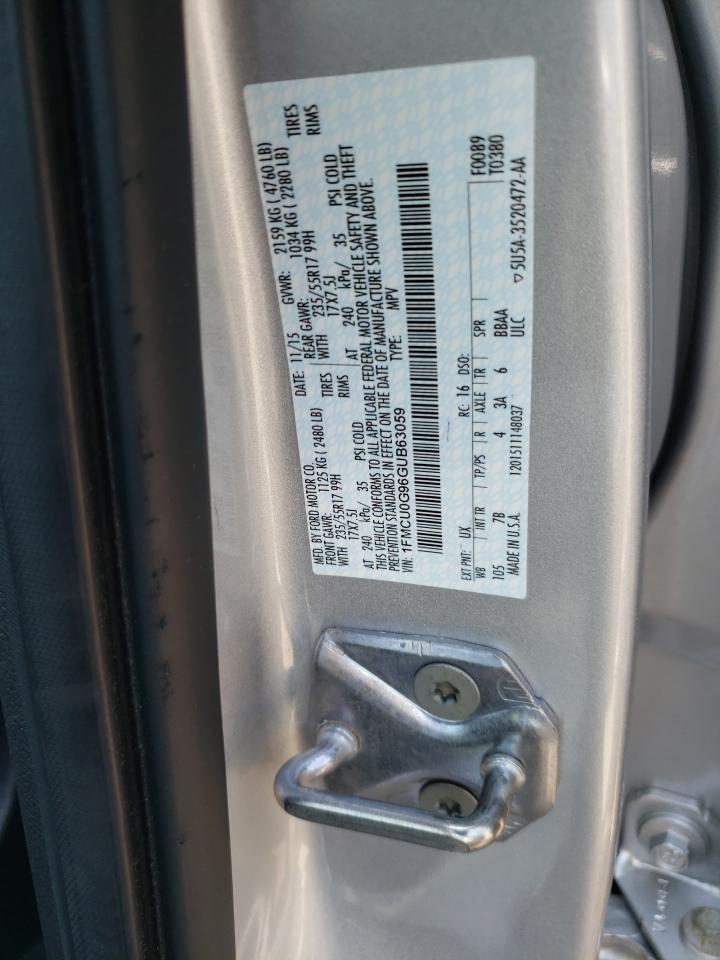 MFD. BY FORD MOTOR CO. DATE: 11/15 GVWR: 2159 KG ( 4760 LB)
FRONT GAWR: 1125 KG ( 2480 LB) REAR GAWR: 1034 KG ( 2280 LB)
WITH 235/55R17 99H TIRES WITH 235/55R17 99H TIRES
17X7.5J RIMS 17X7.5J RIMS
AT 240 kPa/ 35 PSI COLD AT 240 kPa/ 35 PSI COLD
THIS VEHICLE CONFORMS TO ALL APPLICABLE FEDERAL MOTOR VEHICLE SAFETY AND THEFT
PREVENTION STANDARDS IN EFFECT ON THE DATE OF MANUFACTURE SHOWN ABOVE.
VIN: 1FMCU0G96GUB63059 TYPE: MPV
F0089
T0380
EXT PNT: UX RC: 16 DSO:
WB INT TR TP/PS R AXLE TR SPR
105 7B 4 3A 6 BBAA
MADE IN U.S.A. 1201511148037 ULC ▽5U5A-3520472-AA